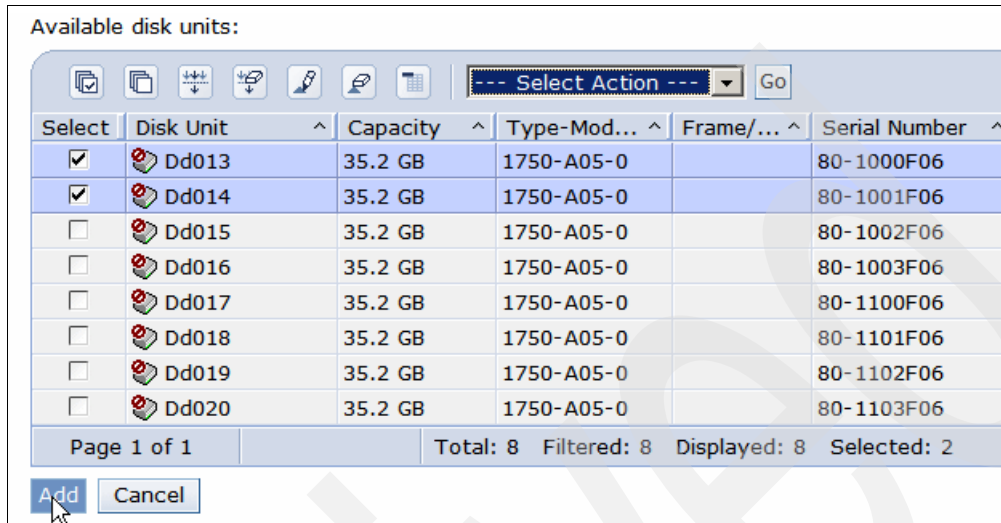 Available disk units:
--- Select Action --- Go
Select Disk Unit Capacity Type-Mod... Frame/... Serial Number
Dd013 35.2 GB 1750-A05-0 80-1000F06
Dd014 35.2 GB 1750-A05-0 80-1001F06
Dd015 35.2 GB 1750-A05-0 80-1002F06
Dd016 35.2 GB 1750-A05-0 80-1003F06
Dd017 35.2 GB 1750-A05-0 80-1100F06
Dd018 35.2 GB 1750-A05-0 80-1101F06
Dd019 35.2 GB 1750-A05-0 80-1102F06
Dd020 35.2 GB 1750-A05-0 80-1103F06
Page 1 of 1 Total: 8 Filtered: 8 Displayed: 8 Selected: 2
Add Cancel